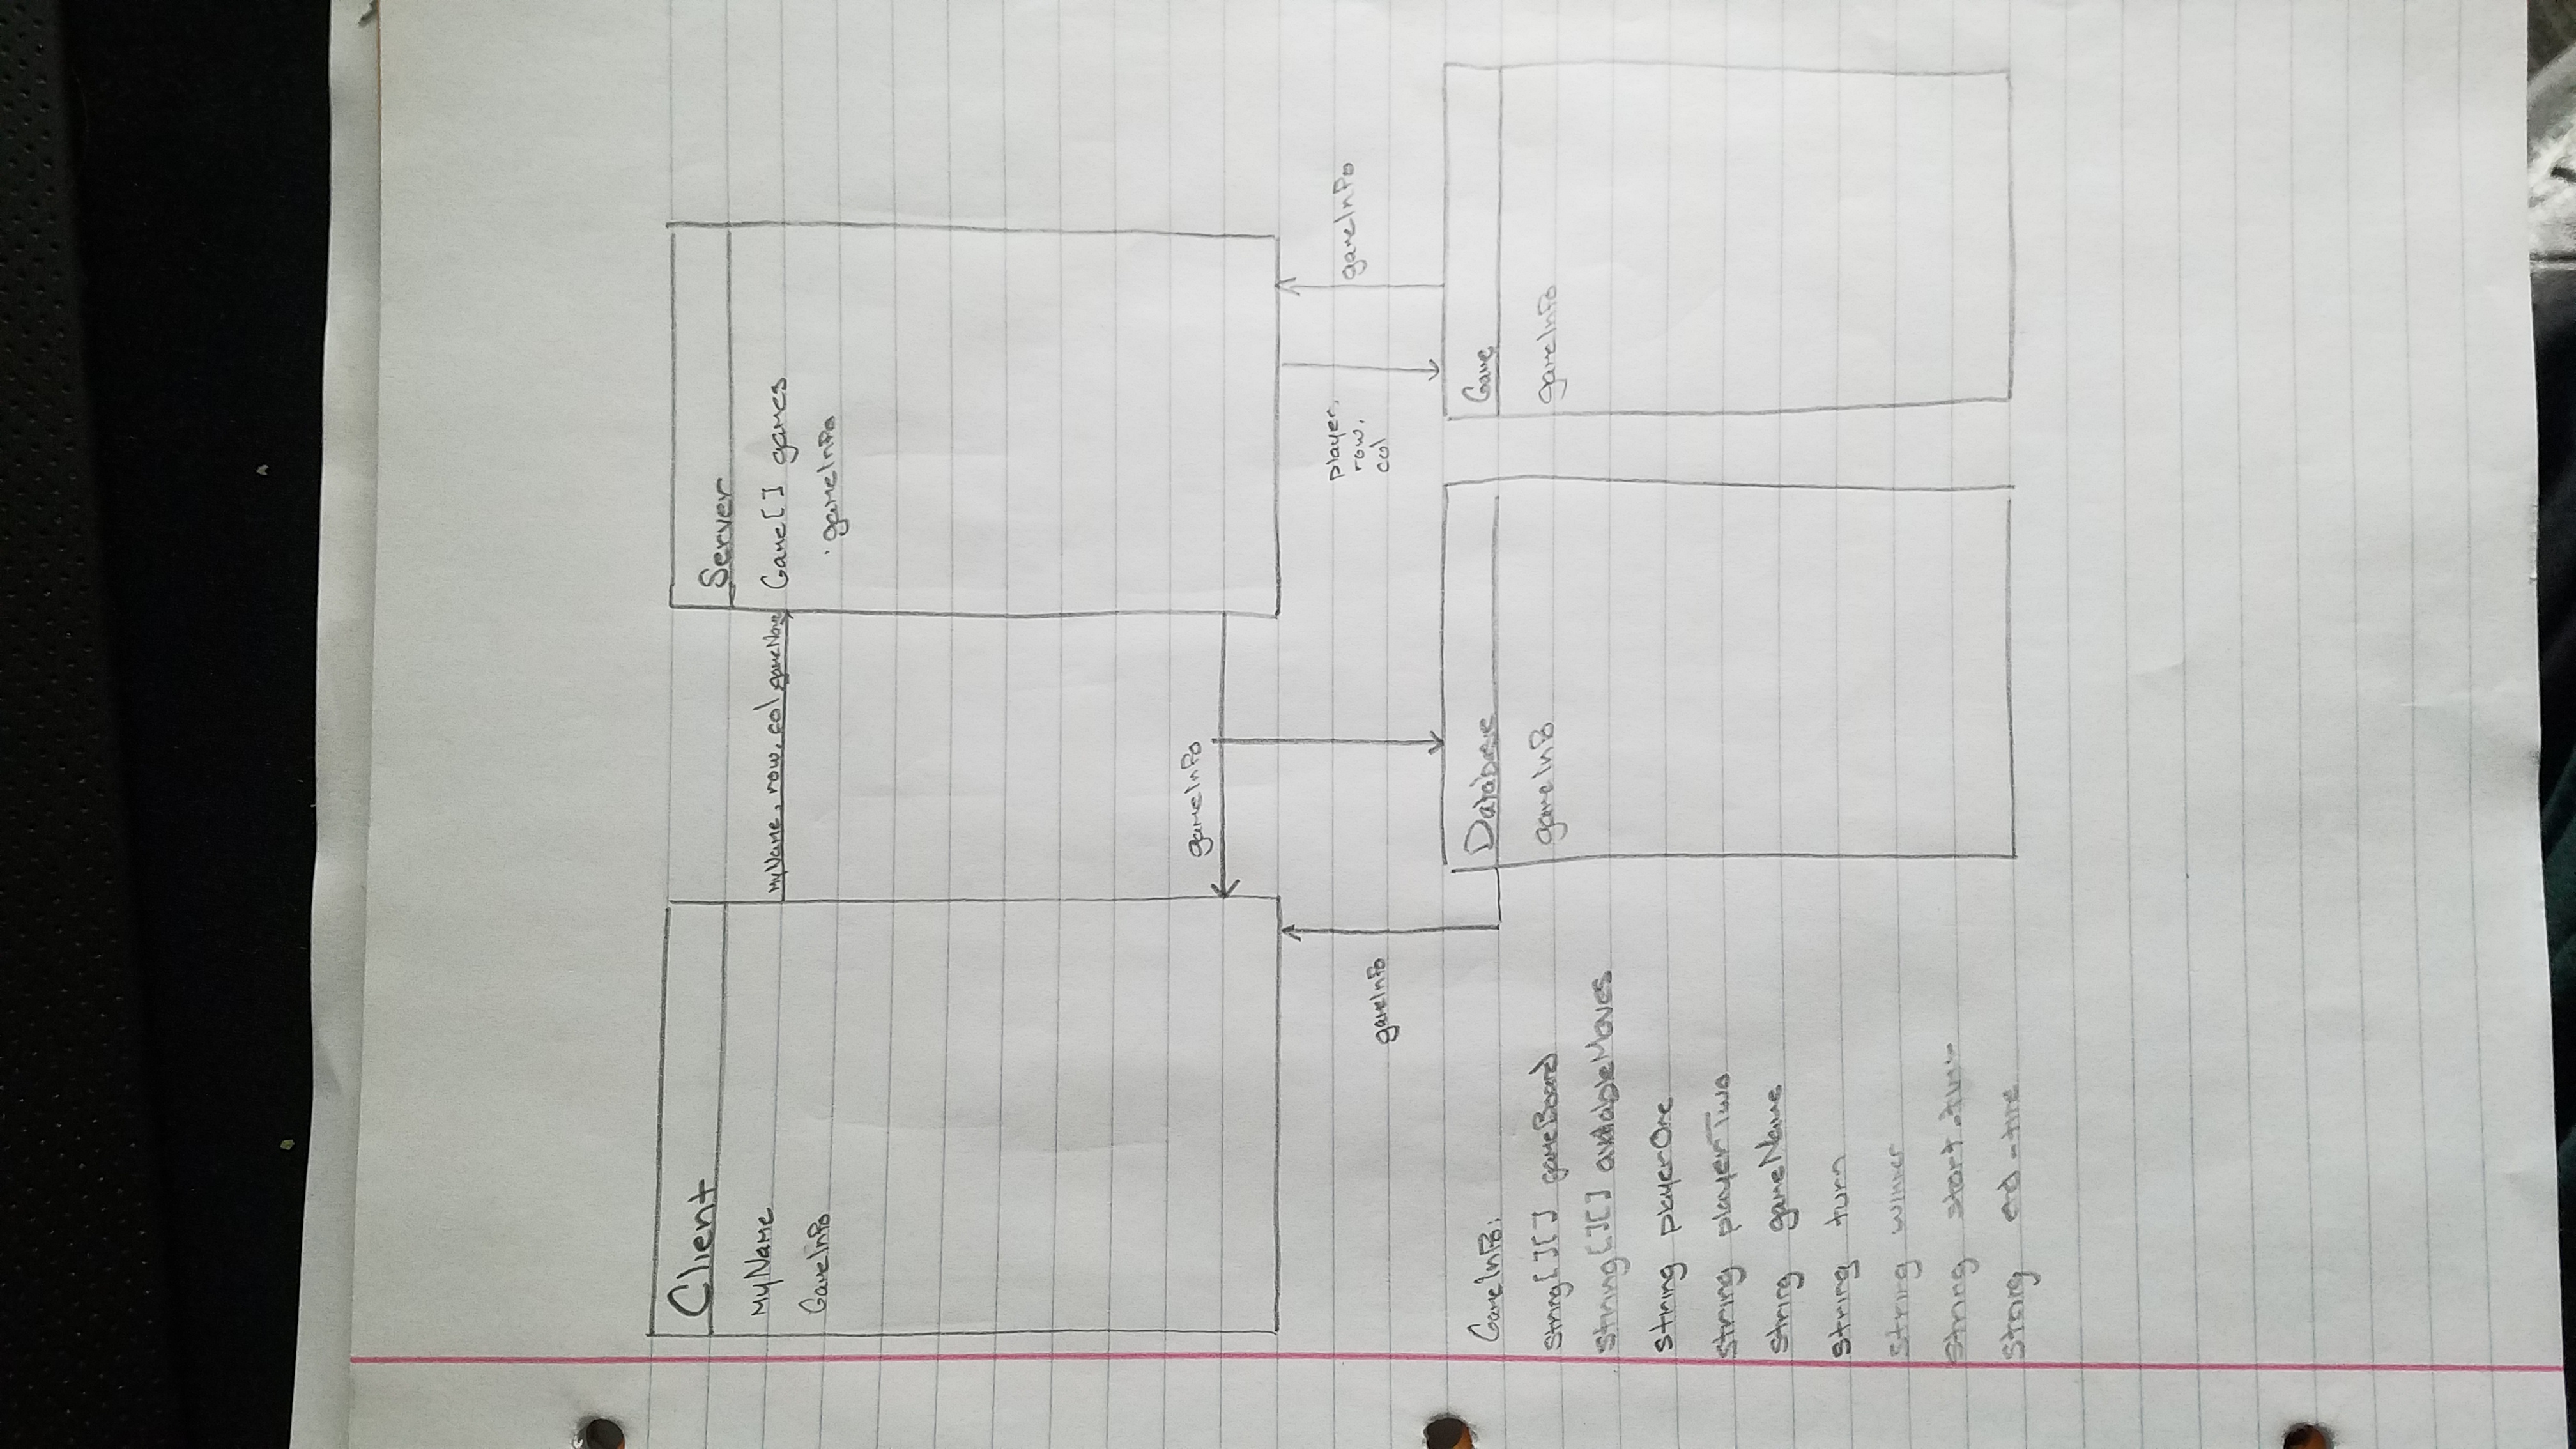 Client
myName
GameInfo
myName, row, col, gameName
Server
Game[] games
· gameInfo
gameInfo
gameInfo
player,
row,
col
gameInfo
Database
gameInfo
Game
gameInfo
GameInfo:
String[][] gameBoard
String[][] availableMoves
String playerOne
String playerTwo
String gameName
String turn
String winner
String start_time
String end_time